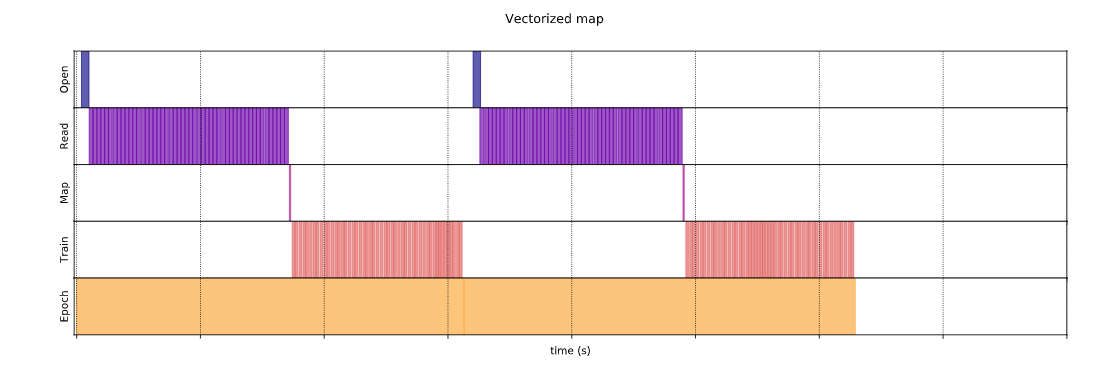 Vectorized map
Open
Read
Map
Train
Epoch
time (s)